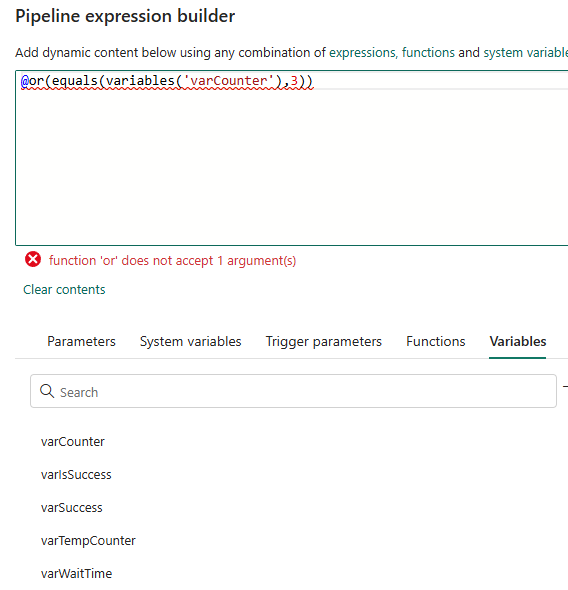 Pipeline expression builder
Add dynamic content below using any combination of expressions, functions and system variable
@or(equals(variables('varCounter'),3))
function 'or' does not accept 1 argument(s)
Clear contents
Parameters System variables Trigger parameters Functions Variables
Search
varCounter
varIsSuccess
varSuccess
varTempCounter
varWaitTime